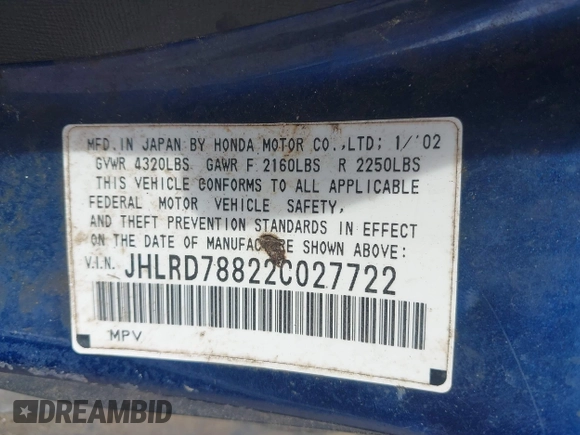 MFD.IN JAPAN BY HONDA MOTOR CO.,LTD; 1/'02
GVWR 4320LBS GAWR F 2160LBS R 2250LBS
THIS VEHICLE CONFORMS TO ALL APPLICABLE
FEDERAL MOTOR VEHICLE SAFETY,
AND THEFT PREVENTION STANDARDS IN EFFECT
ON THE DATE OF MANUFACTURE SHOWN ABOVE:
V.I.N. JHLRD78822C027722
MPV
DREAMBID